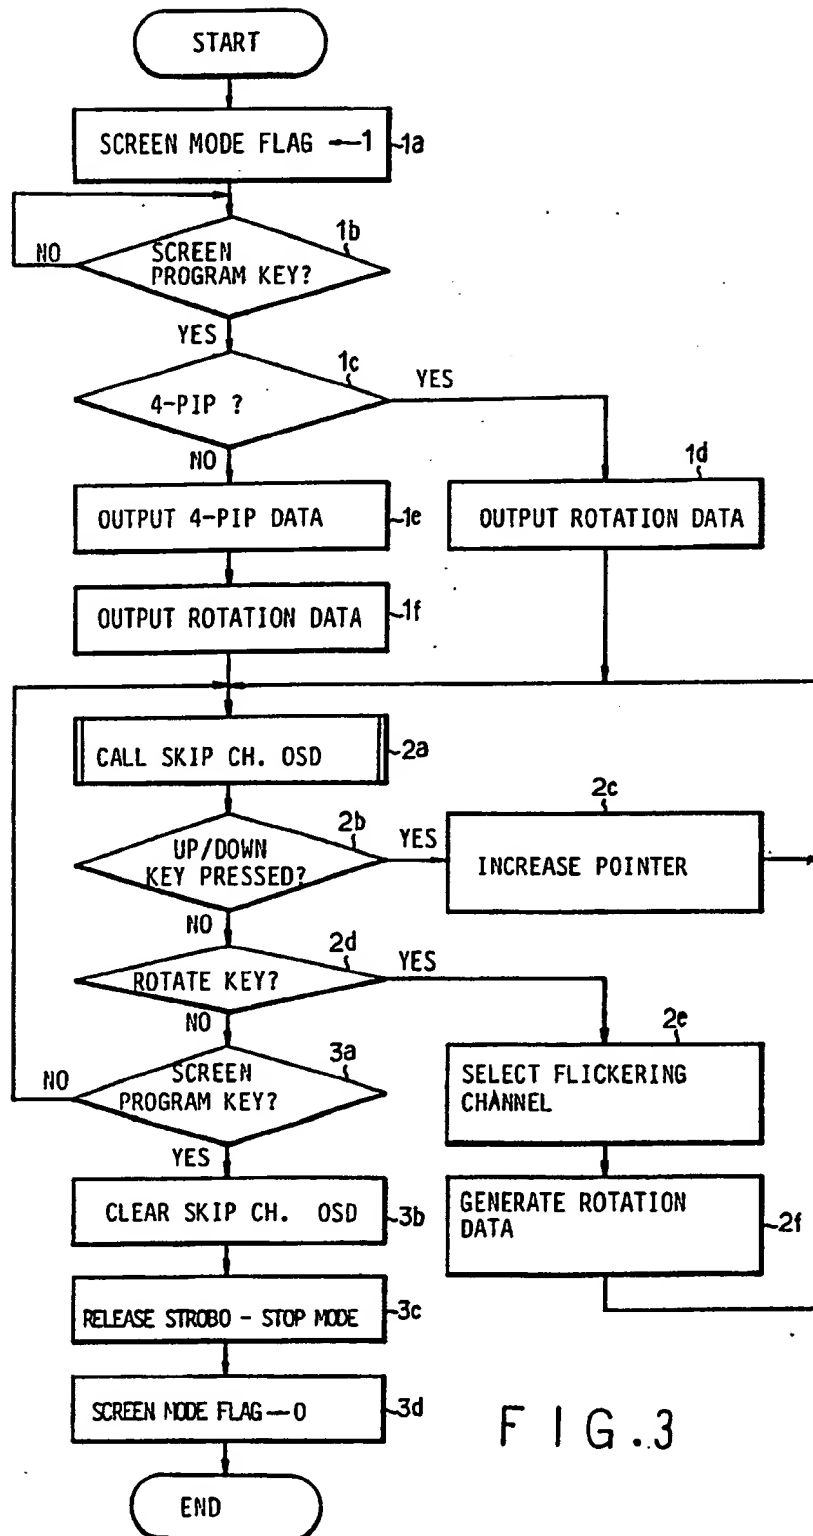 START
SCREEN MODE FLAG ←1
1a
1b
NO
SCREEN
PROGRAM KEY?
YES
1c
YES
4-PIP ?
NO
1d
OUTPUT 4-PIP DATA
1e
OUTPUT ROTATION DATA
OUTPUT ROTATION DATA
1f
CALL SKIP CH. OSD
2a
2c
2b
YES
UP/DOWN
KEY PRESSED?
INCREASE POINTER
NO
2d
YES
ROTATE KEY?
NO
2e
3a
NO
SCREEN
PROGRAM KEY?
SELECT FLICKERING
CHANNEL
YES
CLEAR SKIP CH. OSD
3b
GENERATE ROTATION
DATA
2f
RELEASE STROBO - STOP MODE
3c
SCREEN MODE FLAG—0
3d
FIG.3
END